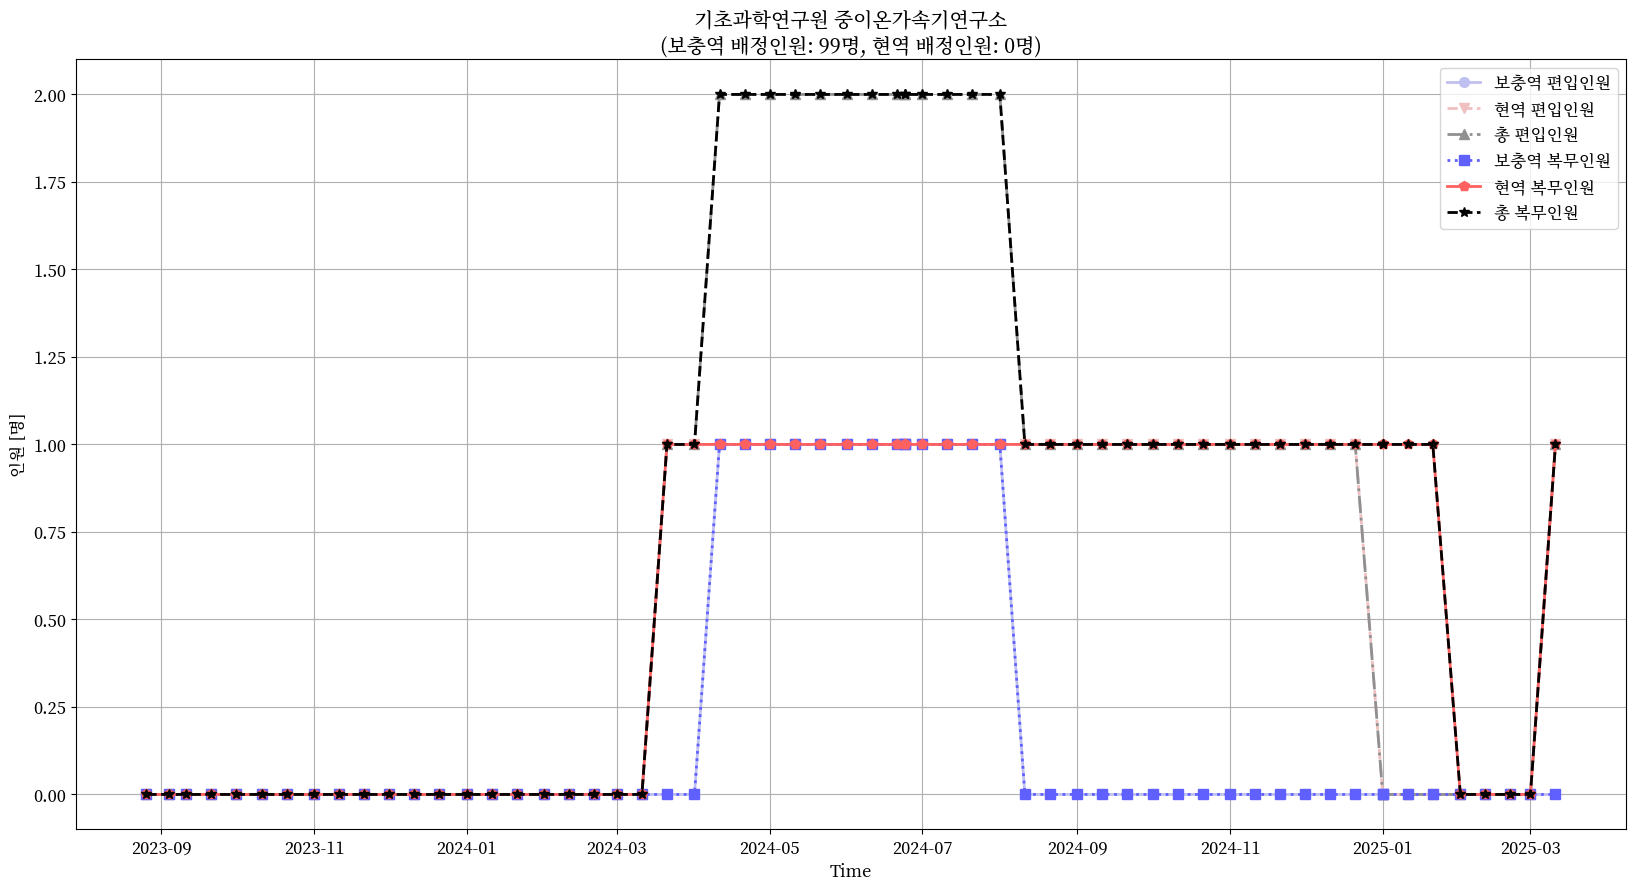 기초과학연구원 중이온가속기연구소
(보충역 배정인원: 99명, 현역 배정인원: 0명)
보충역 편입인원
현역 편입인원
총 편입인원
보충역 복무인원
현역 복무인원
총 복무인원
인원 [명]
2.00
1.75
1.50
1.25
1.00
0.75
0.50
0.25
0.00
2023-09 2023-11 2024-01 2024-03 2024-05 2024-07 2024-09 2024-11 2025-01 2025-03
Time